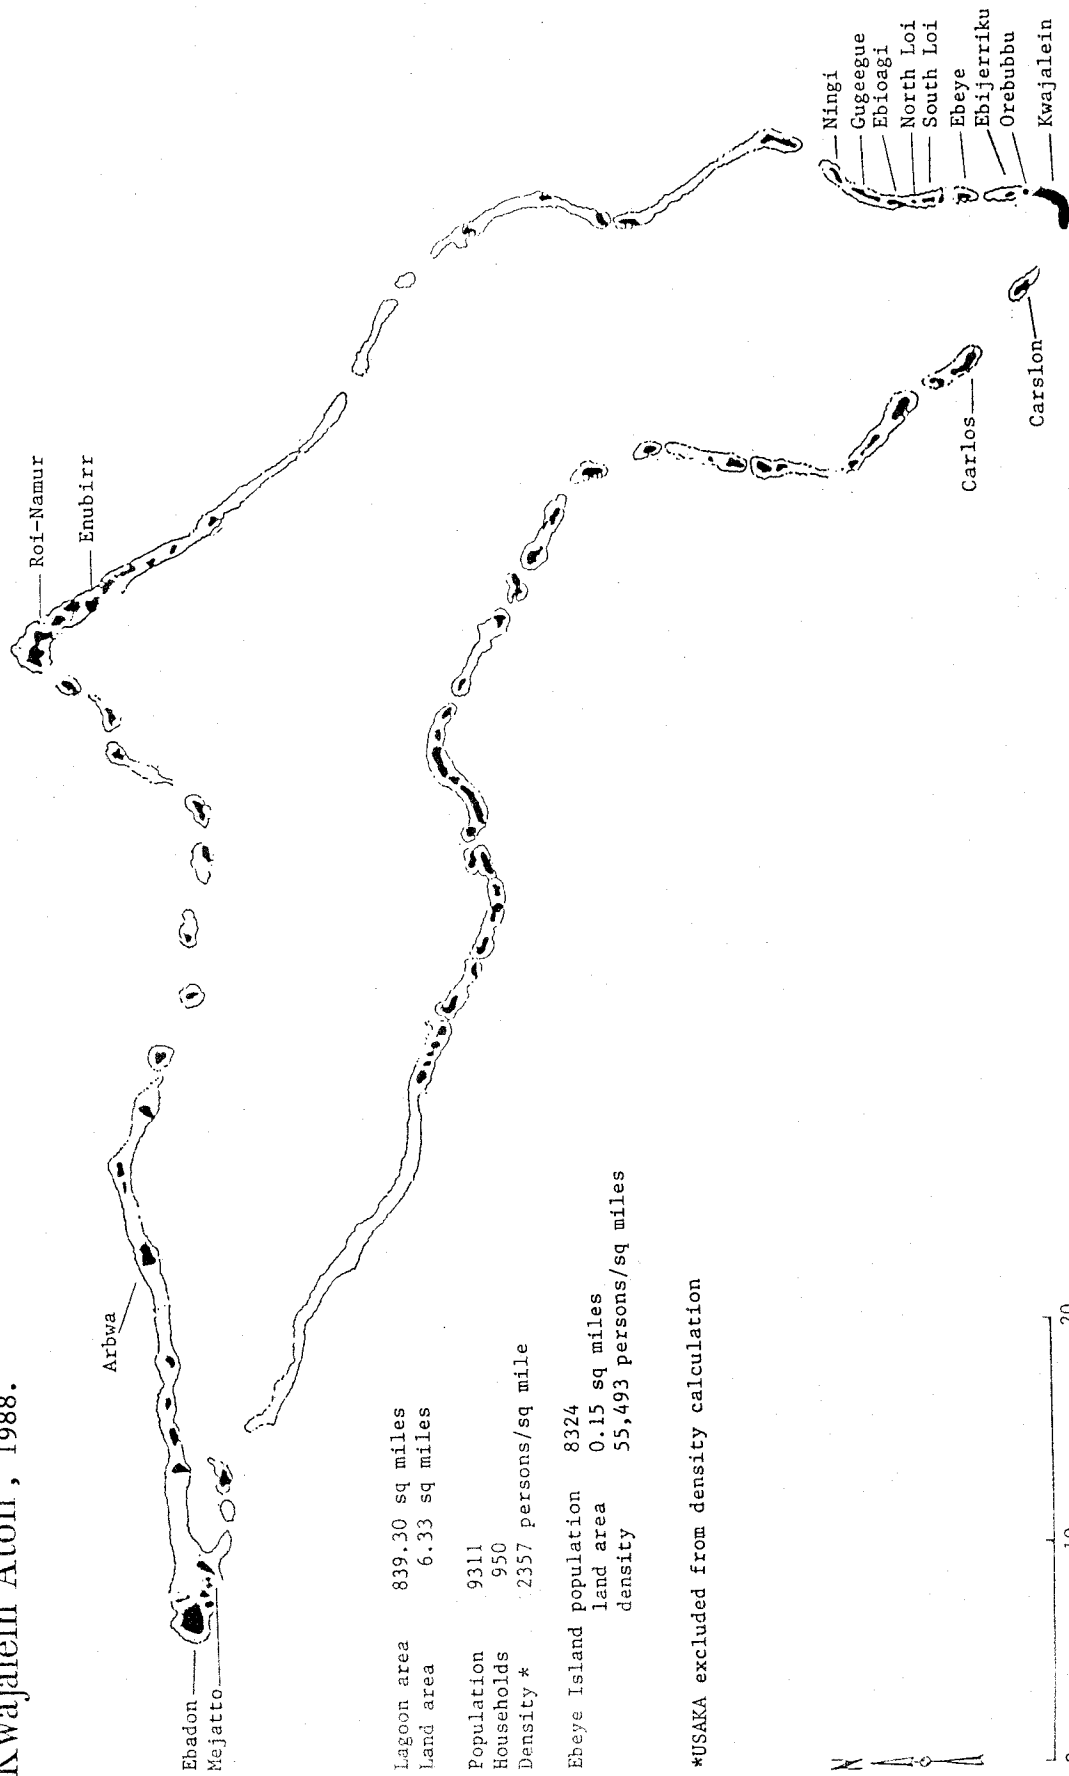 Kwajalein Atoll, 1988.
Roi-Namur
Enubirr
Arbwa
Ebadon
Mejatto
Ningi
Gugeegue
Ebioagi
North Loi
South Loi
Ebeye
Ebijerriku
Orebubbu
Kwajalein
Carlos
Carslon
Lagoon area 839.30 sq miles
Land area 6.33 sq miles
Population 9311
Households 950
Density * 2357 persons/sq mile
Ebeye Island population 8324
land area 0.15 sq miles
density 55,493 persons/sq miles
*USAKA excluded from density calculation
N
0 10 20